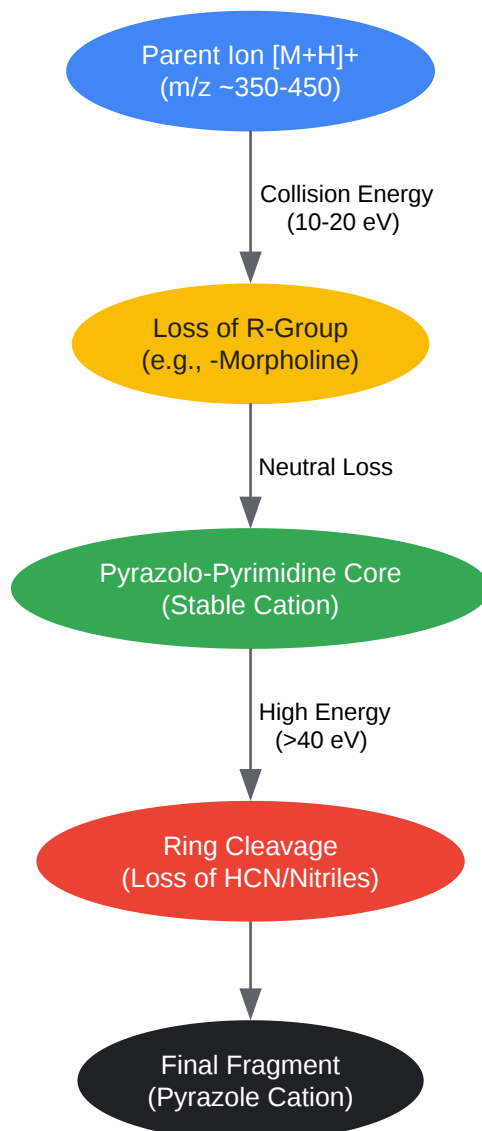 Parent Ion [M+H]+
(m/z ~350-450)
Collision Energy
(10-20 eV)
Loss of R-Group
(e.g., -Morpholine)
Neutral Loss
Pyrazolo-Pyrimidine Core
(Stable Cation)
High Energy
(>40 eV)
Ring Cleavage
(Loss of HCN/Nitriles)
Final Fragment
(Pyrazole Cation)